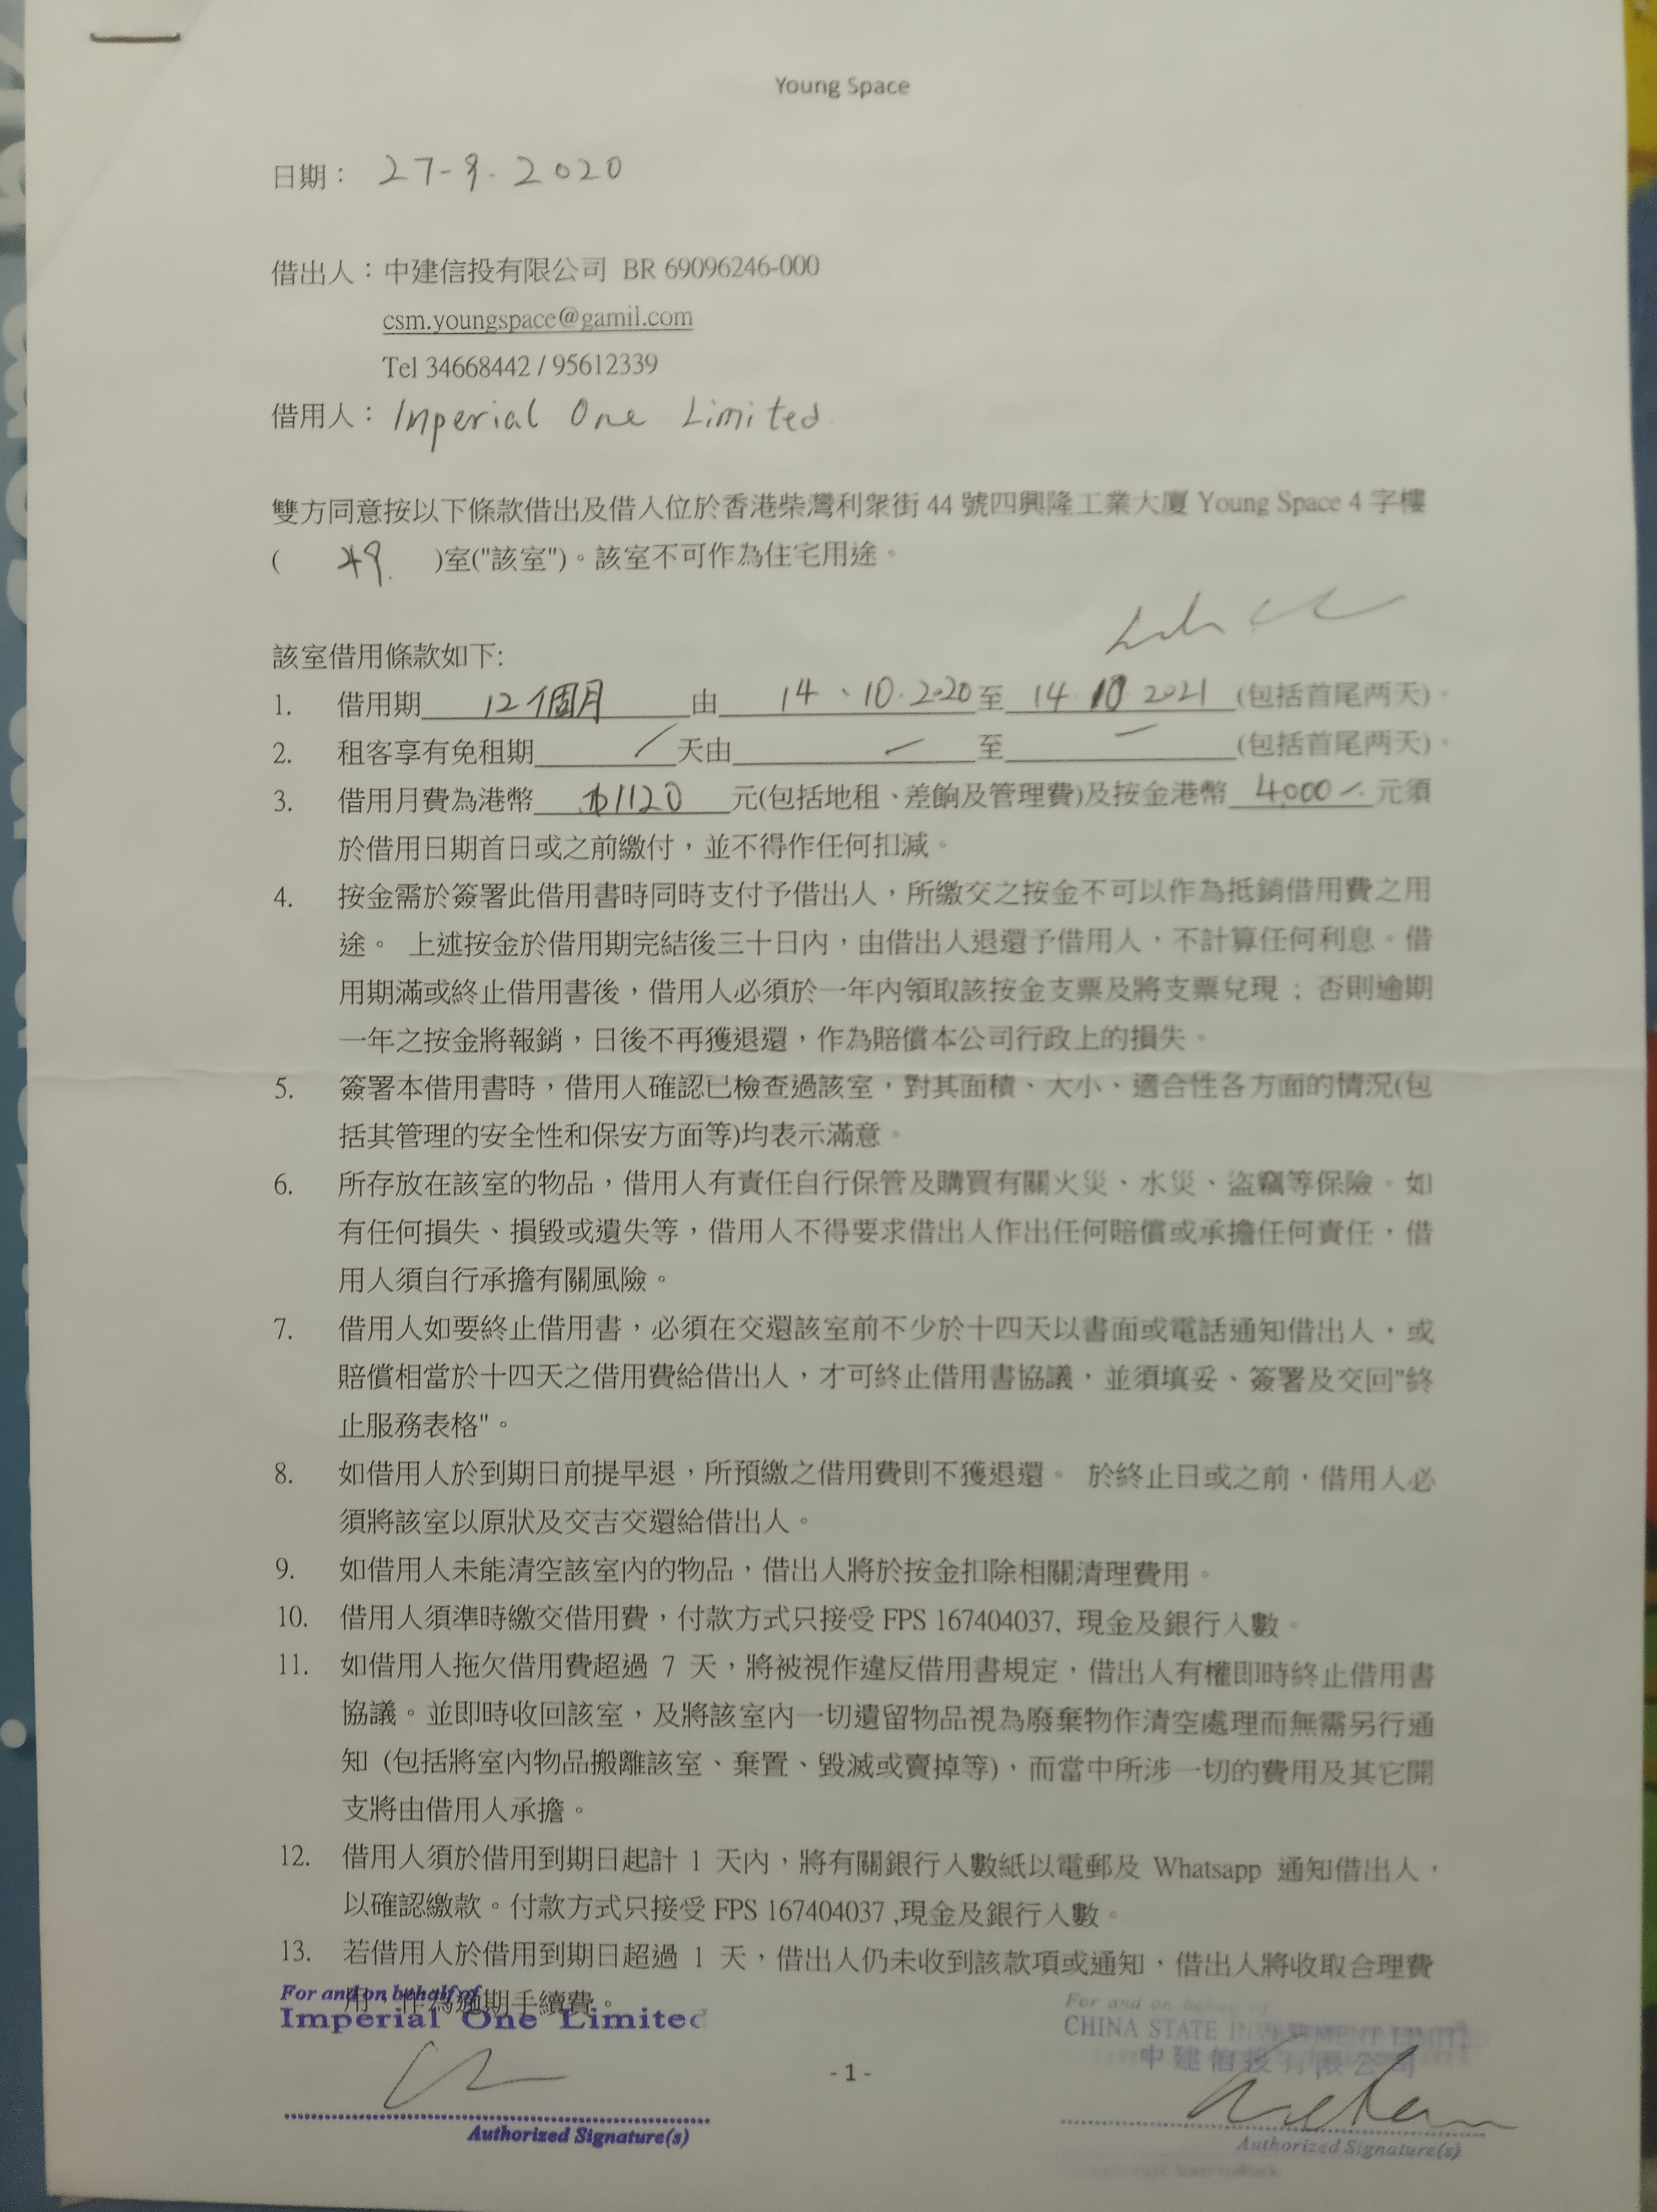 Young Space
日期： 27-9-2020
借出人：中建信投有限公司 BR 69096246-000
csm.youngspace@gamil.com
Tel 34668442 / 95612339
借用人：Inperial One Limited
雙方同意按以下條款借出及借入位於香港柴灣利衆街 44 號四興隆工業大廈 Young Space 4 字樓
( )室("該室")。該室不可作為住宅用途。
該室借用條款如下:
1. 借用期 12個月 由 14、10.2020 至 14 10 2021 (包括首尾两天)。
2. 租客享有免租期 / 天由 — 至 — (包括首尾两天)。
3. 借用月費為港幣 $1120 元(包括地租、差餉及管理費)及按金港幣 4,000 元須
於借用日期首日或之前繳付，並不得作任何扣減。
4. 按金需於簽署此借用書時同時支付予借出人，所繳交之按金不可以作為抵銷借用費之用
途。 上述按金於借用期完結後三十日內，由借出人退還予借用人，不計算任何利息。借
用期滿或終止借用書後，借用人必須於一年內領取該按金支票及將支票兌現；否則逾期
一年之按金將報銷，日後不再獲退還，作為賠償本公司行政上的損失。
5. 簽署本借用書時，借用人確認已檢查過該室，對其面積、大小、適合性各方面的情況(包
括其管理的安全性和保安方面等)均表示滿意。
6. 所存放在該室的物品，借用人有責任自行保管及購買有關火災、水災、盜竊等保險。如
有任何損失、損毀或遺失等，借用人不得要求借出人作出任何賠償或承擔任何責任，借
用人須自行承擔有關風險。
7. 借用人如要終止借用書，必須在交還該室前不少於十四天以書面或電話通知借出人，或
賠償相當於十四天之借用費給借出人，才可終止借用書協議，並須填妥、簽署及交回"終
止服務表格"。
8. 如借用人於到期日前提早退，所預繳之借用費則不獲退還。 於終止日或之前，借用人必
須將該室以原狀及交吉交還給借出人。
9. 如借用人未能清空該室內的物品，借出人將於按金扣除相關清理費用。
10. 借用人須準時繳交借用費，付款方式只接受 FPS 167404037, 現金及銀行入數。
11. 如借用人拖欠借用費超過 7 天，將被視作違反借用書規定，借出人有權即時終止借用書
協議。並即時收回該室，及將該室內一切遺留物品視為廢棄物作清空處理而無需另行通
知 (包括將室內物品搬離該室、棄置、毀滅或賣掉等)，而當中所涉一切的費用及其它開
支將由借用人承擔。
12. 借用人須於借用到期日起計 1 天內，將有關銀行入數紙以電郵及 Whatsapp 通知借出人，
以確認繳款。付款方式只接受 FPS 167404037 ,現金及銀行入數。
13. 若借用人於借用到期日超過 1 天，借出人仍未收到該款項或通知，借出人將收取合理費
用，作為逾期手續費。
For and on behalf of
Imperial One Limited
Authorized Signature(s)
- 1 -
For and on behalf of
CHINA STATE INVESTMENT LIMITED
中建信投有限公司
Authorized Signature(s)